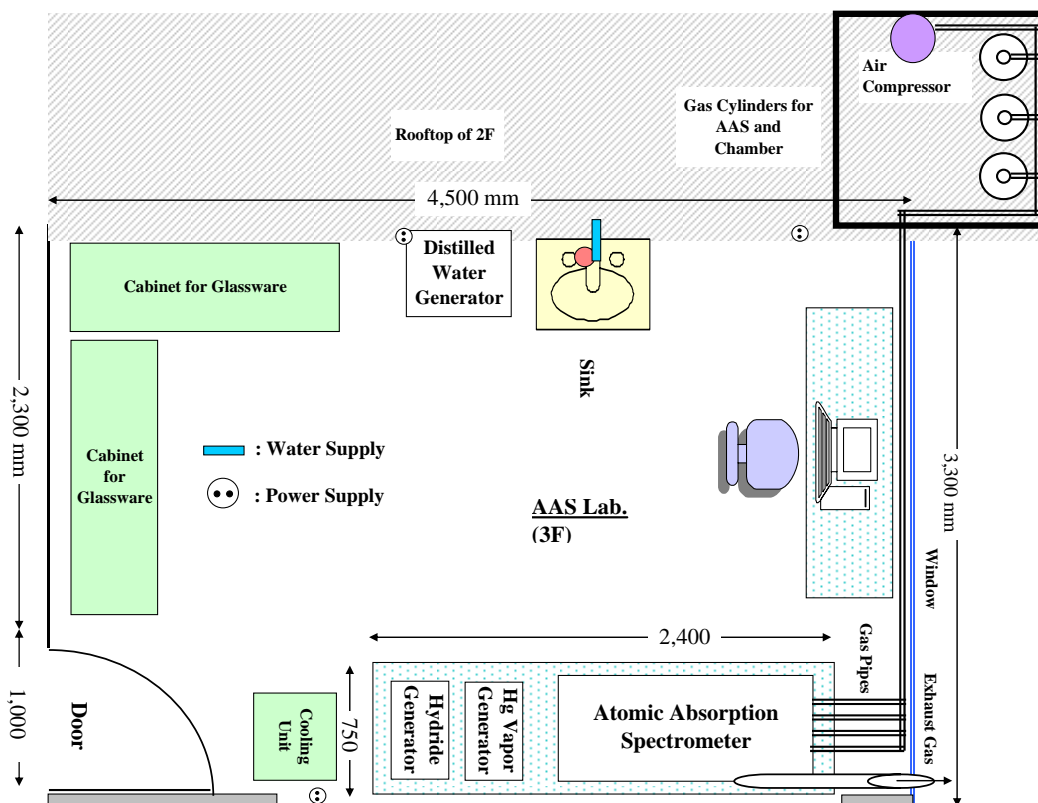 Air
Compressor
Gas Cylinders for
AAS and
Chamber
Rooftop of 2F
4,500 mm
Distilled
Water
Generator
Cabinet for Glassware
Sink
2,300 mm
Cabinet
for
Glassware
: Water Supply
: Power Supply
AAS Lab.
(3F)
3,300 mm
Window
2,400
Gas Pipes
Exhaust Gas
1,000
Door
Cooling
Unit
750
Hydride
Generator
Hg Vapor
Generator
Atomic Absorption
Spectrometer